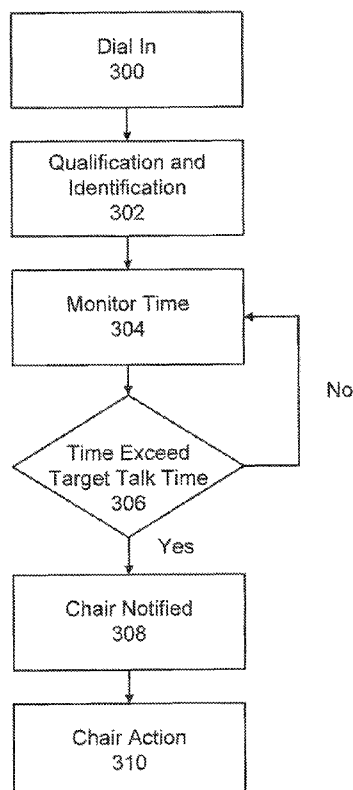 Dial In
300
Qualification and
Identification
302
Monitor Time
304
No
Time Exceed
Target Talk Time
306
Yes
Chair Notified
308
Chair Action
310